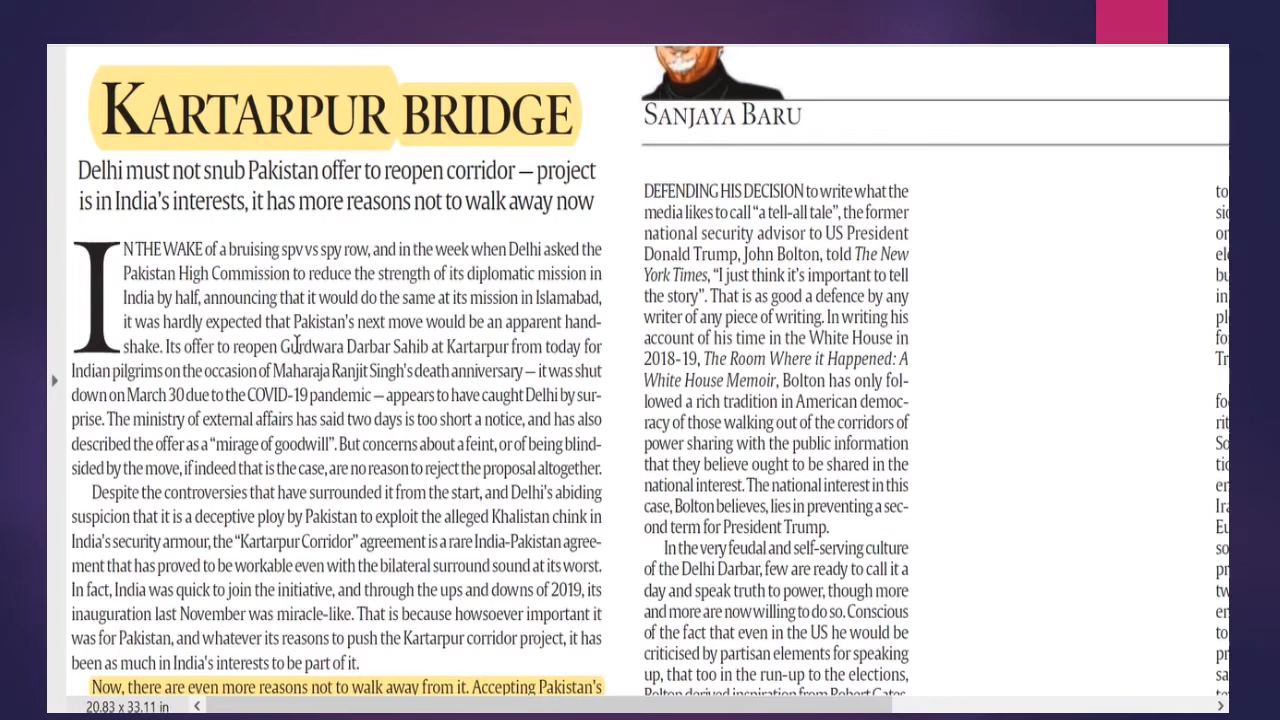 KARTARPUR BRIDGE
Delhi must not snub Pakistan offer to reopen corridor — project
is in India's interests, it has more reasons not to walk away now
IN THE WAKE of a bruising spy vs spy row, and in the week when Delhi asked the
Pakistan High Commission to reduce the strength of its diplomatic mission in
India by half, announcing that it would do the same at its mission in Islamabad,
it was hardly expected that Pakistan's next move would be an apparent hand-
shake. Its offer to reopen Gurdwara Darbar Sahib at Kartarpur from today for
Indian pilgrims on the occasion of Maharaja Ranjit Singh's death anniversary — it was shut
down on March 30 due to the COVID-19 pandemic — appears to have caught Delhi by sur-
prise. The ministry of external affairs has said two days is too short a notice, and has also
described the offer as a “mirage of goodwill”. But concerns about a feint, or of being blind-
sided by the move, if indeed that is the case, are no reason to reject the proposal altogether.
Despite the controversies that have surrounded it from the start, and Delhi's abiding
suspicion that it is a deceptive ploy by Pakistan to exploit the alleged Khalistan chink in
India's security armour, the “Kartarpur Corridor” agreement is a rare India-Pakistan agree-
ment that has proved to be workable even with the bilateral surround sound at its worst.
In fact, India was quick to join the initiative, and through the ups and downs of 2019, its
inauguration last November was miracle-like. That is because howsoever important it
was for Pakistan, and whatever its reasons to push the Kartarpur corridor project, it has
been as much in India's interests to be part of it.
Now, there are even more reasons not to walk away from it. Accepting Pakistan's
20.83 x 33.11 in
SANJAYA BARU
DEFENDING HIS DECISION to write what the
media likes to call “a tell-all tale”, the former
national security advisor to US President
Donald Trump, John Bolton, told The New
York Times, “I just think it's important to tell
the story”. That is as good a defence by any
writer of any piece of writing. In writing his
account of his time in the White House in
2018-19, The Room Where it Happened: A
White House Memoir, Bolton has only fol-
lowed a rich tradition in American democ-
racy of those walking out of the corridors of
power sharing with the public information
that they believe ought to be shared in the
national interest. The national interest in this
case, Bolton believes, lies in preventing a sec-
ond term for President Trump.
In the very feudal and self-serving culture
of the Delhi Darbar, few are ready to call it a
day and speak truth to power, though more
and more are now willing to do so. Conscious
of the fact that even in the US he would be
criticised by partisan elements for speaking
up, that too in the run-up to the elections,
Bolton derived inspiration from Robert Gates,